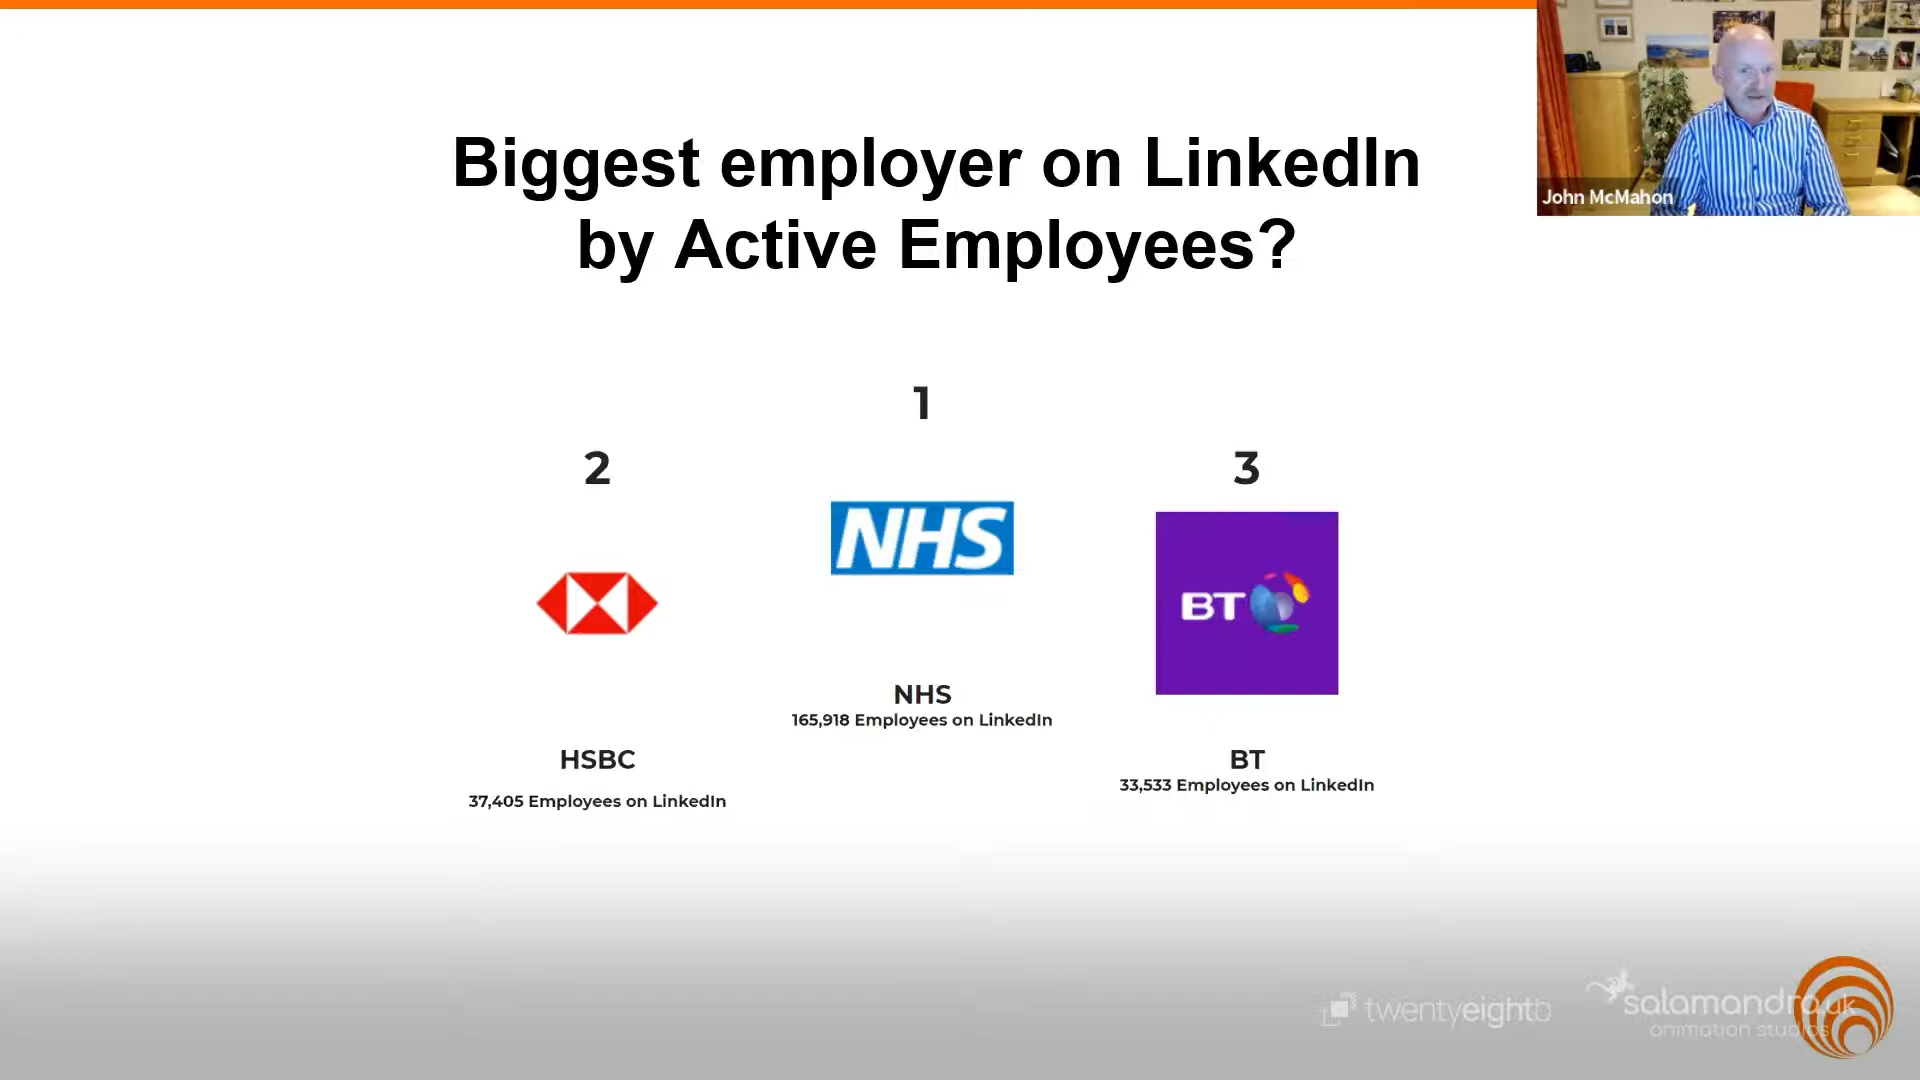 Biggest employer on LinkedIn
by Active Employees?
John McMahon
1
2
3
NHS
BT
NHS
165,918 Employees on LinkedIn
HSBC
37,405 Employees on LinkedIn
BT
33,533 Employees on LinkedIn
twentyeightb
salamandra.uk
animation studios